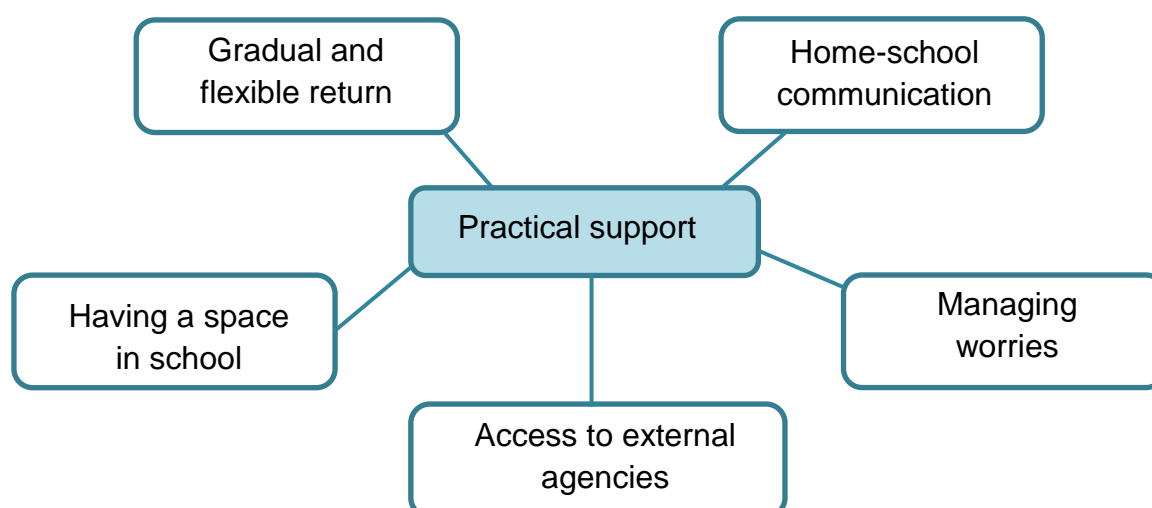 Gradual and
flexible return
Home-school
communication
Practical support
Having a space
in school
Managing
worries
Access to external
agencies